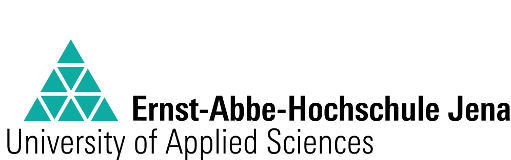 Ernst-Abbe-Hochschule Jena
University of Applied Sciences